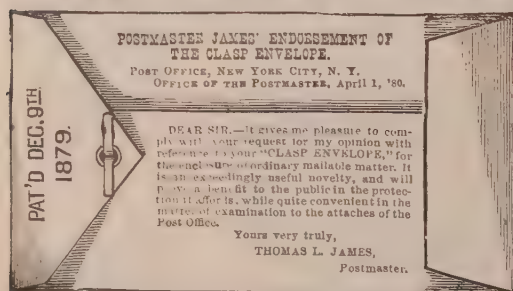 POSTMASTER JAMES' ENDORSEMENT OF
THE CLASP ENVELOPE.
POST OFFICE, NEW YORK CITY, N. Y.
OFFICE OF THE POSTMASTER, April 1, '80.
PAT'D DEC. 9TH
1879.
DEAR SIR.—It gives me pleasure to com-
ply with your request for my opinion with
reference to your "CLASP ENVELOPE," for
the enclosure of ordinary mailable matter. It
is an exceedingly useful novelty, and will
prove a benefit to the public in the protec-
tion it affords, while quite convenient in the
matter of examination to the attaches of the
Post Office.
Yours very truly,
THOMAS L. JAMES,
Postmaster.